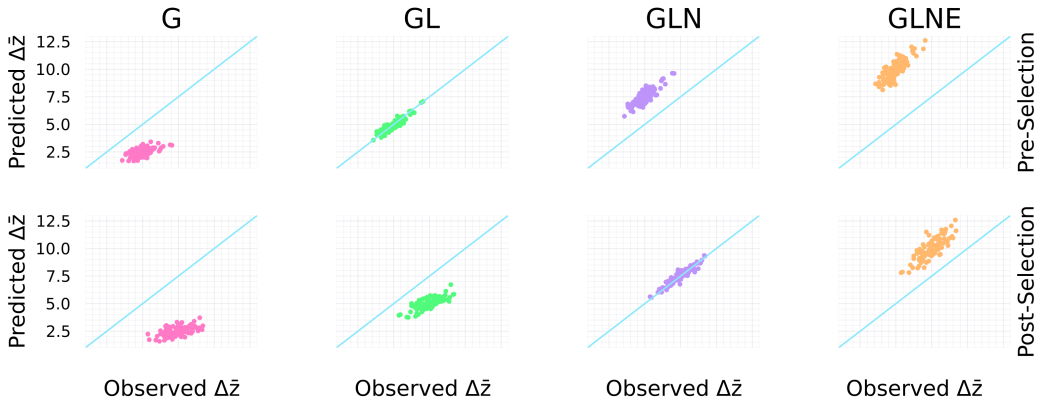 G GL GLN GLNE
12.5
10.0
7.5
5.0
2.5
Predicted Δz̄
Pre-Selection
12.5
10.0
7.5
5.0
2.5
Predicted Δz̄
Post-Selection
Observed Δz̄ Observed Δz̄ Observed Δz̄ Observed Δz̄